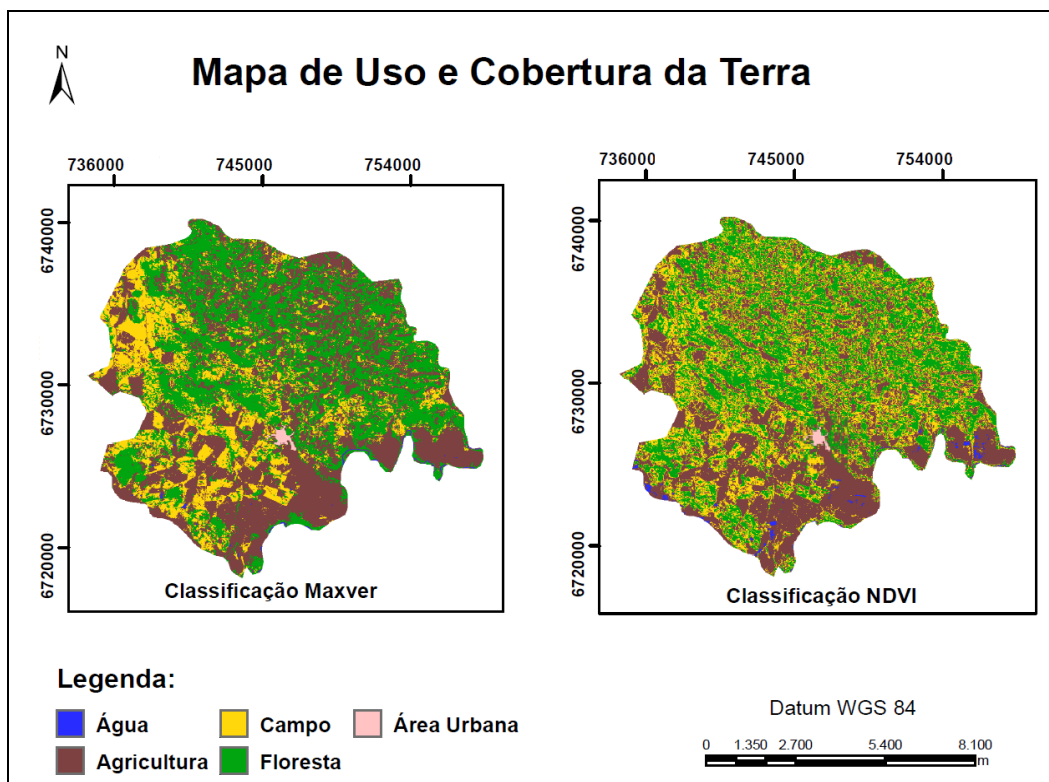 N
Mapa de Uso e Cobertura da Terra
736000 745000 754000
6740000
6730000
6720000
Classificação Maxver
736000 745000 754000
6740000
6730000
6720000
Classificação NDVI
Legenda:
Água Campo Área Urbana
Agricultura Floresta
Datum WGS 84
0 1.350 2.700 5.400 8.100
m